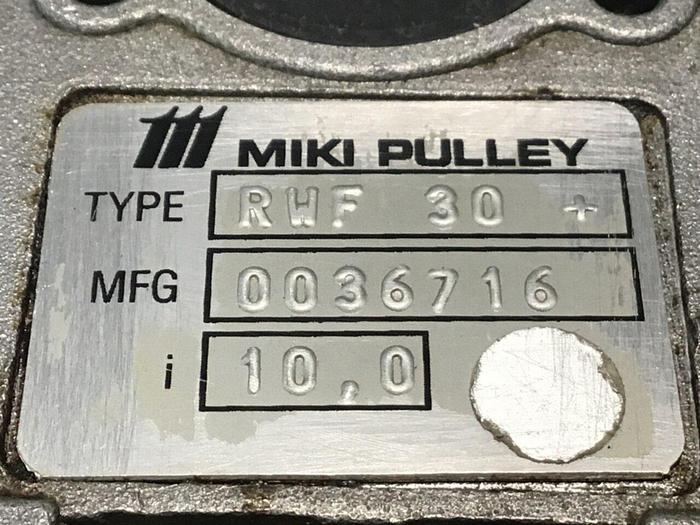 MIKI PULLEY
TYPE RWF 30 +
MFG 0036716
i 10,0